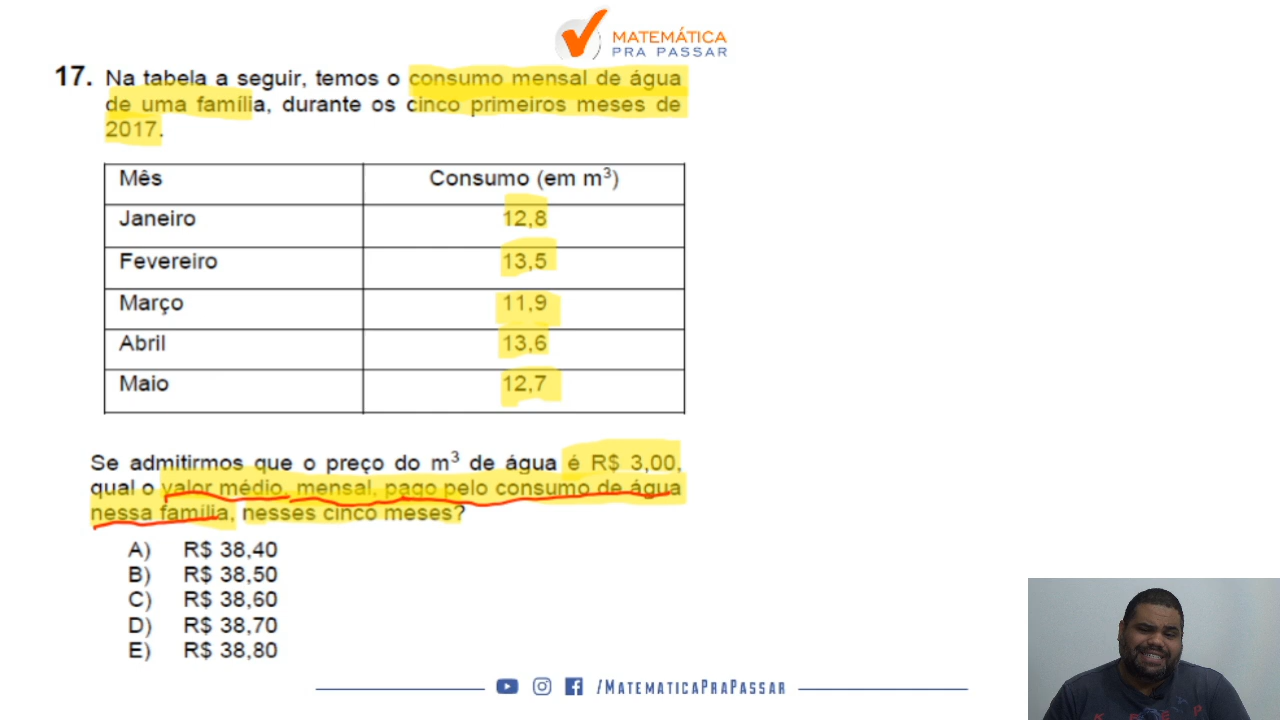 MATEMÁTICA
PRA PASSAR
17. Na tabela a seguir, temos o consumo mensal de água
de uma família, durante os cinco primeiros meses de
2017.
Mês Consumo (em m³)
Janeiro 12,8
Fevereiro 13,5
Março 11,9
Abril 13,6
Maio 12,7
Se admitirmos que o preço do m³ de água é R$ 3,00,
qual o valor médio, mensal, pago pelo consumo de água
nessa família, nesses cinco meses?
A) R$ 38,40
B) R$ 38,50
C) R$ 38,60
D) R$ 38,70
E) R$ 38,80
/MATEMATICAPRAPASSAR